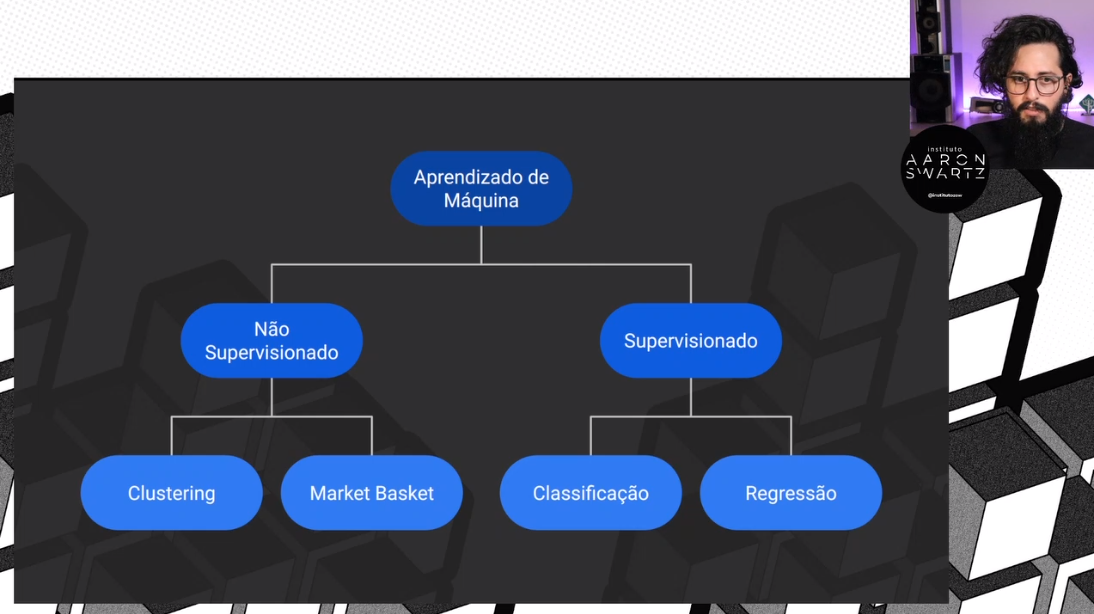 instituto
AARON
SWARTZ
Aprendizado de
Máquina
Não
Supervisionado
Supervisionado
Clustering
Market Basket
Classificação
Regressão